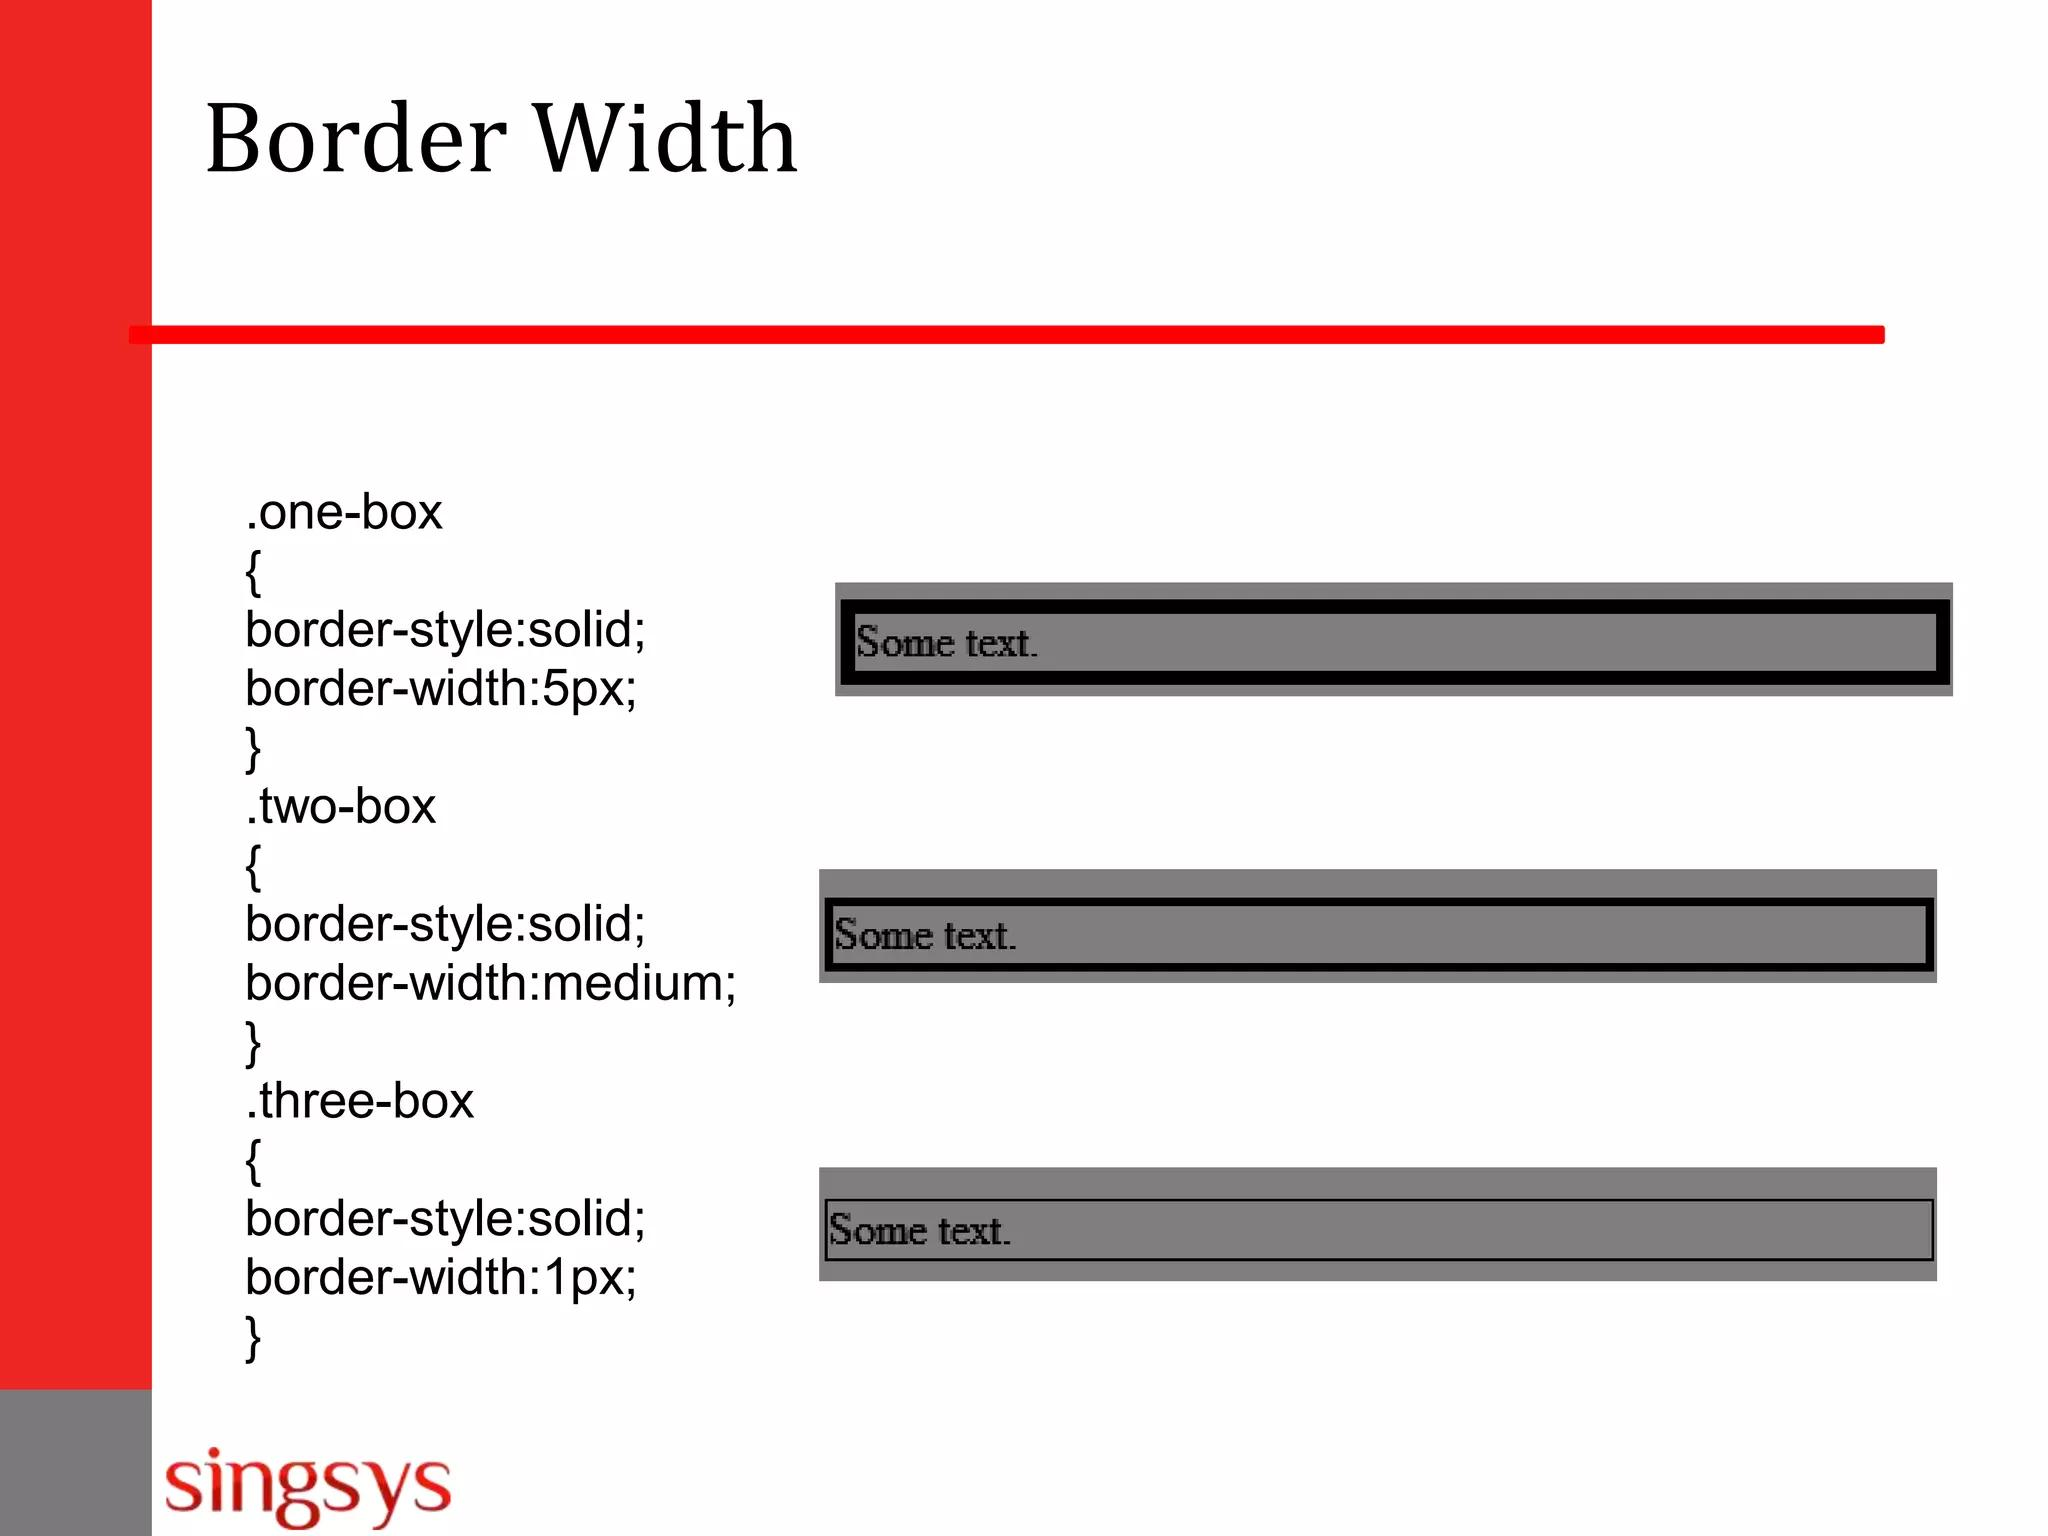 Border Width
.one-box
{
border-style:solid;
border-width:5px;
}
Some text.
.two-box
{
border-style:solid;
border-width:medium;
}
Some text.
.three-box
{
border-style:solid;
border-width:1px;
}
Some text.
singsys